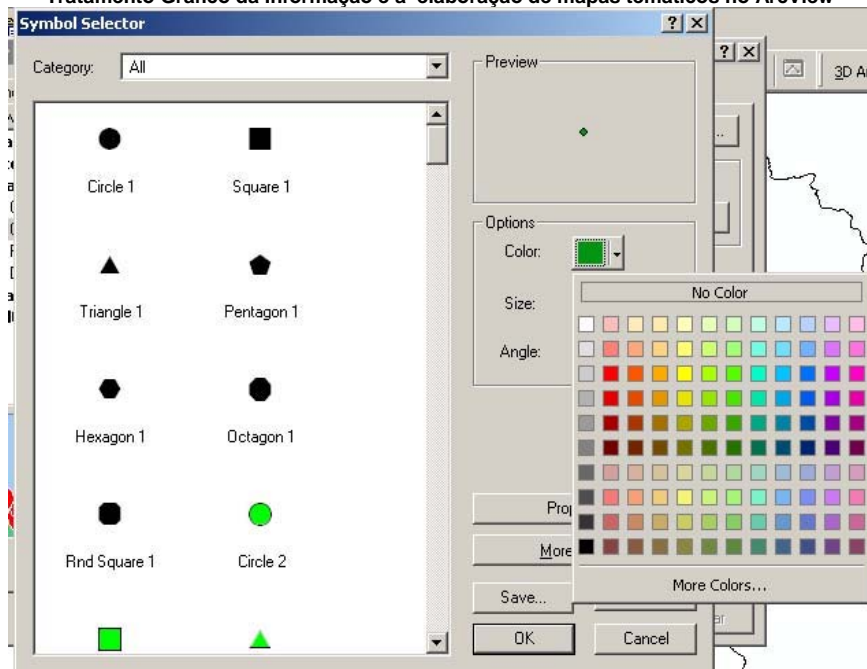 Tratamento Gráfico da Informação e a elaboração de mapas temáticos no ArcView
Symbol Selector
Category: All
Preview
3D
Circle 1 Square 1
Options
Color:
No Color
Triangle 1 Pentagon 1
Size:
Angle:
Hexagon 1 Octagon 1
Rnd Square 1 Circle 2
More
More Colors...
Save...
OK Cancel